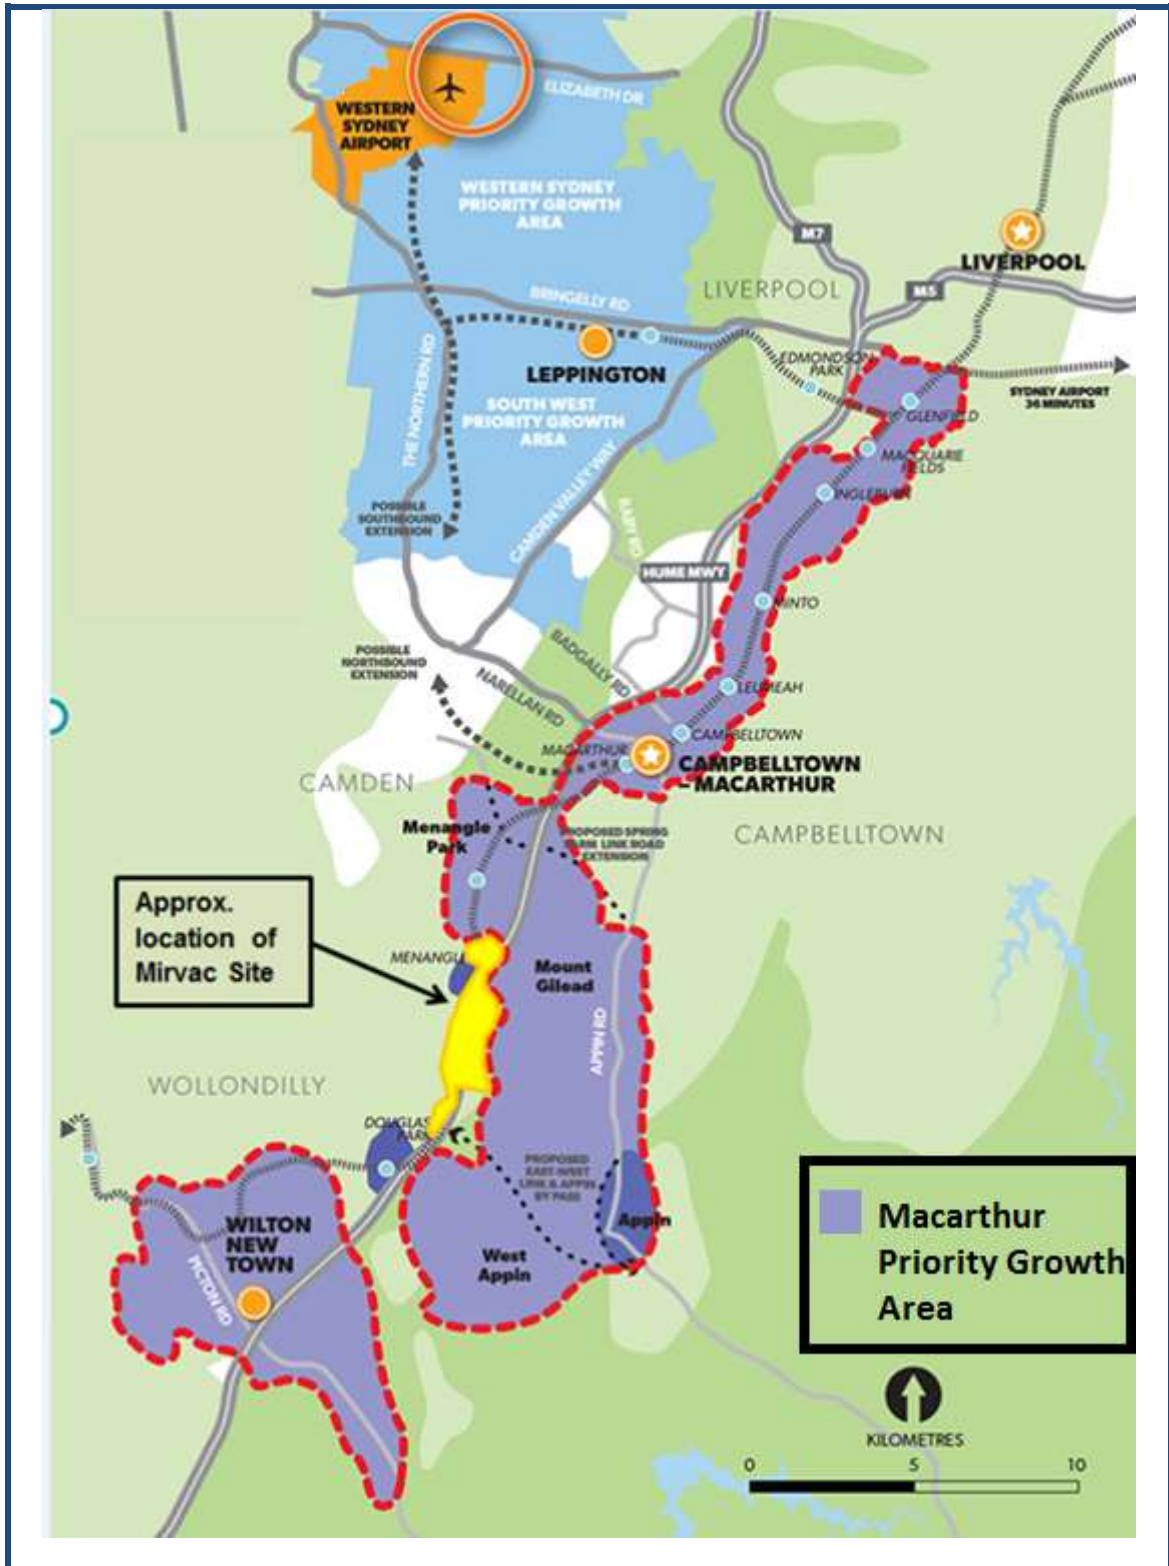 ELIZABETH DR
WESTERN
SYDNEY
AIRPORT
WESTERN SYDNEY
PRIORITY GROWTH
AREA
M7
LIVERPOOL
LIVERPOOL
M5
BRINGELLY RD
THE NORTHERN RD
LEPPINGTON
EDMONDSON
PARK
SYDNEY AIRPORT
36 MINUTES
SOUTH WEST
PRIORITY GROWTH
AREA
GLENFIELD
MACQUARIE
FIELDS
INGLEBURN
CAMDEN VALLEY WAY
RABY RD
POSSIBLE
SOUTHBOUND
EXTENSION
HUME MWY
MINTO
BADGALLY RD
POSSIBLE
NORTHBOUND
EXTENSION
NARELLAN RD
LEUMEAH
CAMPBELLTOWN
MACARTHUR
CAMPBELLTOWN
– MACARTHUR
CAMDEN
Menangle
Park
PROPOSED SPRING
FARM LINK ROAD
EXTENSION
CAMPBELLTOWN
Approx.
location of
Mirvac Site
MENANGLE
Mount
Gilead
APPIN RD
WOLLONDILLY
DOUGLAS
PARK
PROPOSED
EAST-WEST
LINK & APPIN
BY PASS
Appin
WILTON
NEW
TOWN
PICTON RD
West
Appin
Macarthur
Priority Growth
Area
KILOMETRES
0 5 10